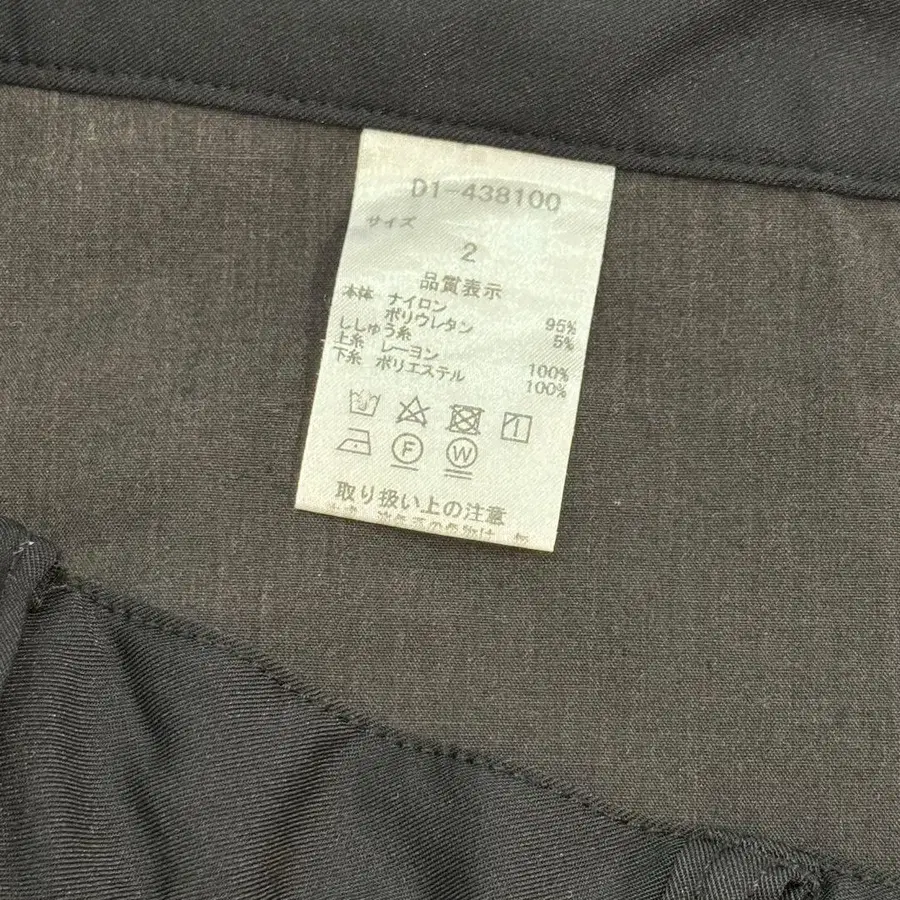 D1-438100
サイズ
2
品質表示
本体 ナイロン 95%
ポリウレタン 5%
ししゅう糸
上糸 レーヨン 100%
下糸 ポリエステル 100%
F W
取り扱い上の注意